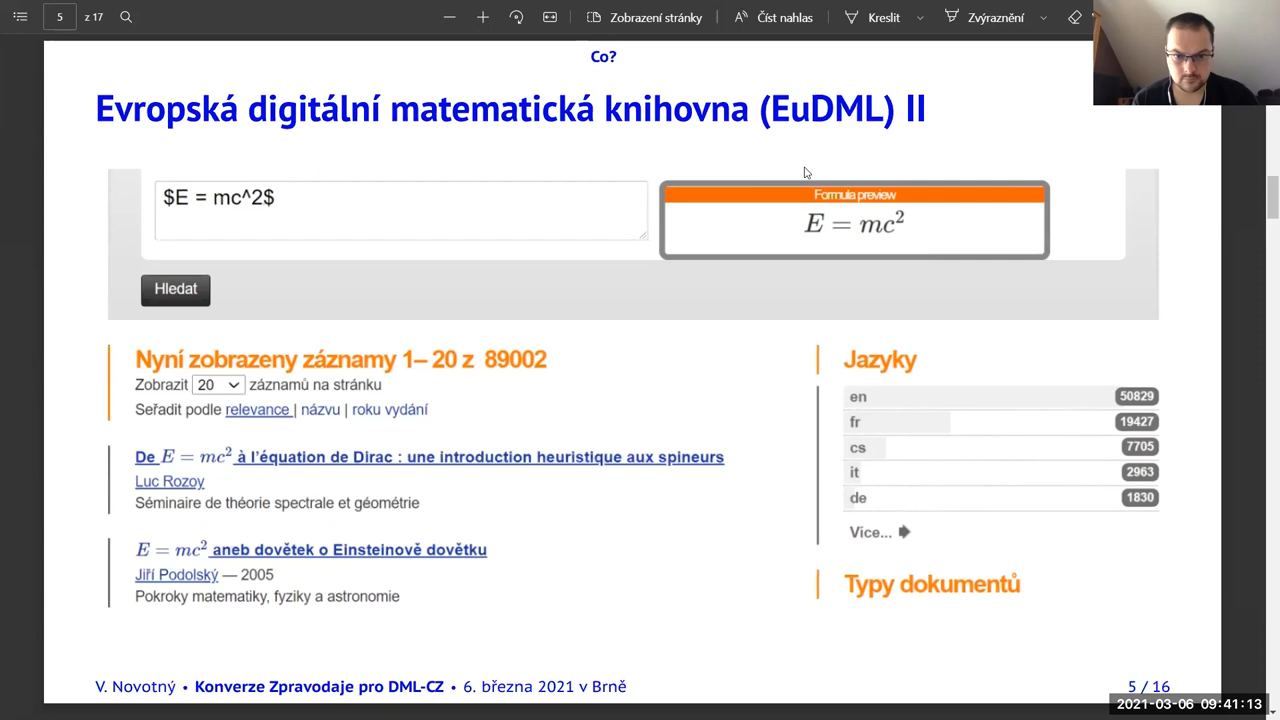 5 z 17 Zobrazení stránky Číst nahlas Kreslit Zvýraznění
Co?
Evropská digitální matematická knihovna (EuDML) II
$E = mc^2$
Formula preview
E = mc²
Hledat
Nyní zobrazeny záznamy 1– 20 z 89002
Zobrazit 20 záznamů na stránku
Seřadit podle relevance | názvu | roku vydání
De E = mc² à l'équation de Dirac : une introduction heuristique aux spineurs
Luc Rozoy
Séminaire de théorie spectrale et géométrie
E = mc² aneb dovětek o Einsteinově dovětku
Jiří Podolský — 2005
Pokroky matematiky, fyziky a astronomie
Jazyky
en 50829
fr 19427
cs 7705
it 2963
de 1830
Vice...
Typy dokumentů
V. Novotný • Konverze Zpravodaje pro DML-CZ • 6. března 2021 v Brně
5 / 16
2021-03-06 09:41:13